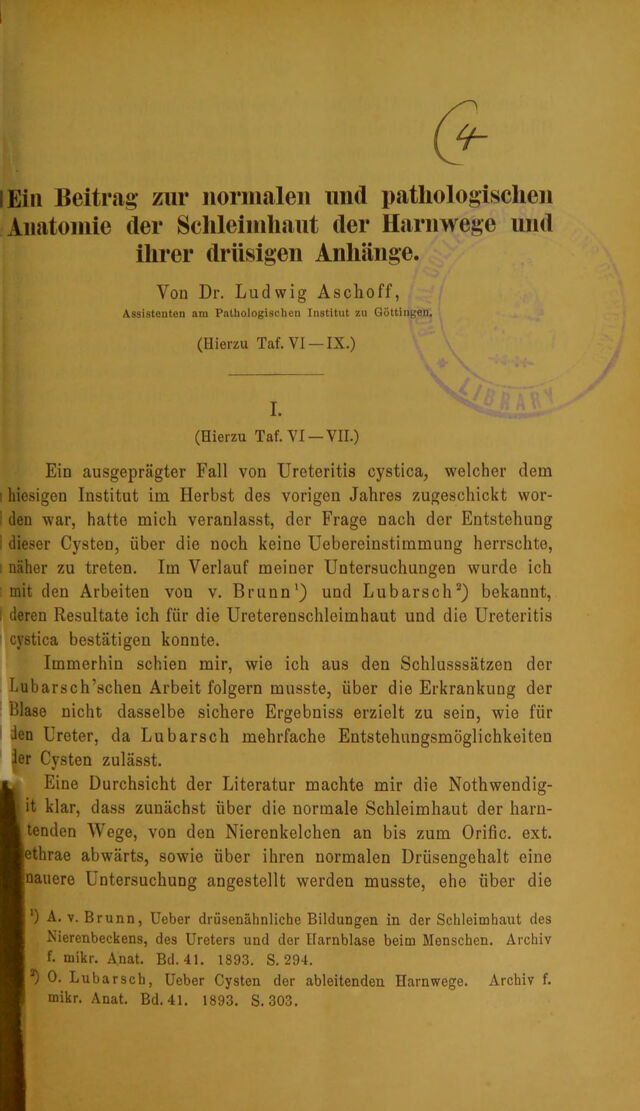 4
Ein Beitrag zur normalen und pathologischen
Anatomie der Schleimhaut der Harnwege und
ihrer drüsigen Anhänge.
Von Dr. Ludwig Aschoff,
Assistenten am Pathologischen Institut zu Göttingen.
(Hierzu Taf. VI—IX.)
LIBRARY
I.
(Hierzu Taf. VI—VII.)
Ein ausgeprägter Fall von Ureteritis cystica, welcher dem
hiesigen Institut im Herbst des vorigen Jahres zugeschickt wor-
den war, hatte mich veranlasst, der Frage nach der Entstehung
dieser Cysten, über die noch keine Uebereinstimmung herrschte,
näher zu treten. Im Verlauf meiner Untersuchungen wurde ich
mit den Arbeiten von v. Brunn¹) und Lubarsch²) bekannt,
deren Resultate ich für die Ureterenschleimhaut und die Ureteritis
cystica bestätigen konnte.
Immerhin schien mir, wie ich aus den Schlusssätzen der
Lubarsch'schen Arbeit folgern musste, über die Erkrankung der
Blase nicht dasselbe sichere Ergebniss erzielt zu sein, wie für
den Ureter, da Lubarsch mehrfache Entstehungsmöglichkeiten
der Cysten zulässt.
Eine Durchsicht der Literatur machte mir die Nothwendig-
it klar, dass zunächst über die normale Schleimhaut der harn-
tenden Wege, von den Nierenkelchen an bis zum Orific. ext.
ethrae abwärts, sowie über ihren normalen Drüsengehalt eine
nauere Untersuchung angestellt werden musste, ehe über die
¹) A. v. Brunn, Ueber drüsenähnliche Bildungen in der Schleimhaut des
Nierenbeckens, des Ureters und der Harnblase beim Menschen. Archiv
f. mikr. Anat. Bd. 41. 1893. S. 294.
²) O. Lubarsch, Ueber Cysten der ableitenden Harnwege. Archiv f.
mikr. Anat. Bd. 41. 1893. S. 303.